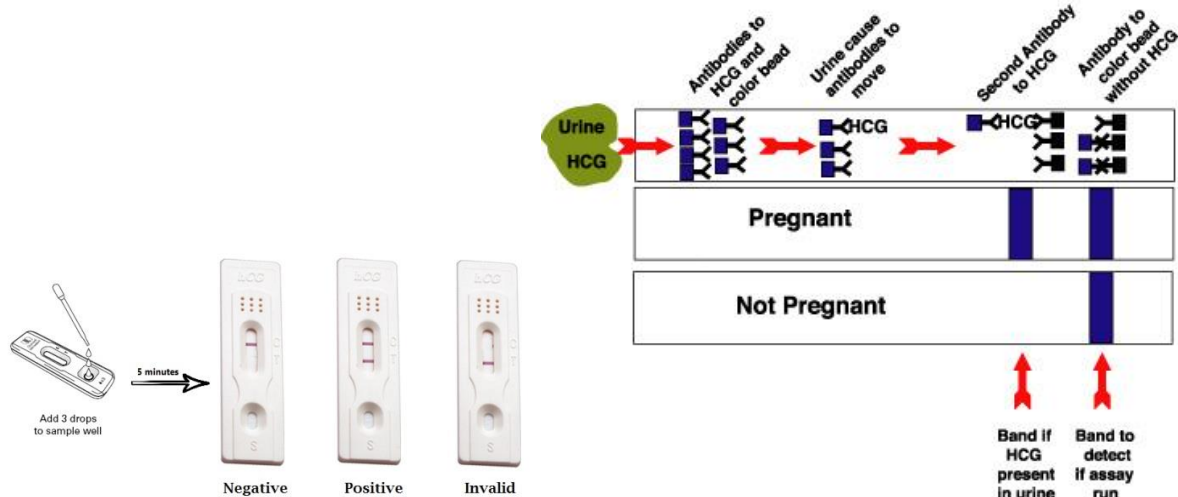 Antibodies to
HCG and
color bead
Urine cause
antibodies to
move
Second Antibody
to HCG
Antibody to
color bead
without HCG
Urine
HCG
HCG
HCG
Pregnant
Not Pregnant
Band if
HCG
present
in urine
Band to
detect
if assay
run
Add 3 drops
to sample well
5 minutes
hCG
C
T
S
Negative
hCG
C
T
S
Positive
hCG
C
T
S
Invalid